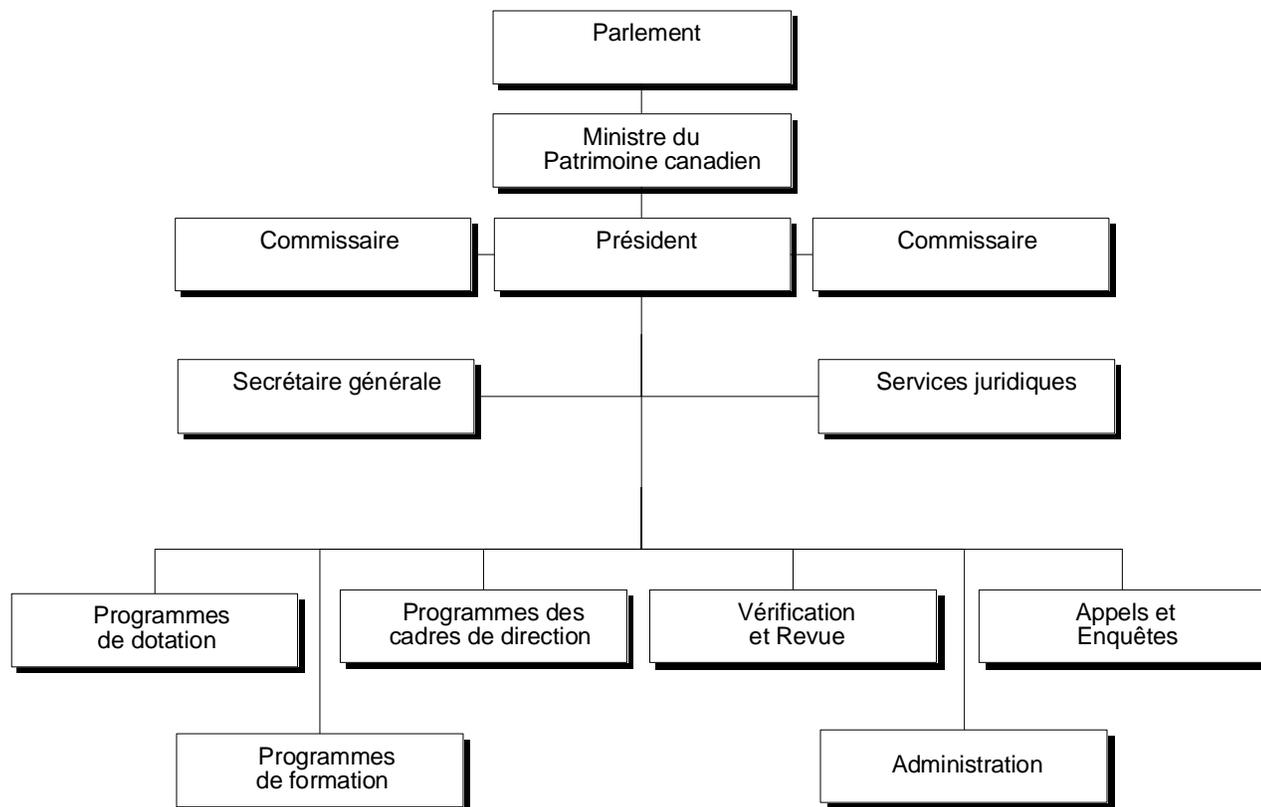 Parlement
Ministre du
Patrimoine canadien
Commissaire
Président
Commissaire
Secrétaire générale
Services juridiques
Programmes
de dotation
Programmes des
cadres de direction
Vérification
et Revue
Appels et
Enquêtes
Programmes
de formation
Administration